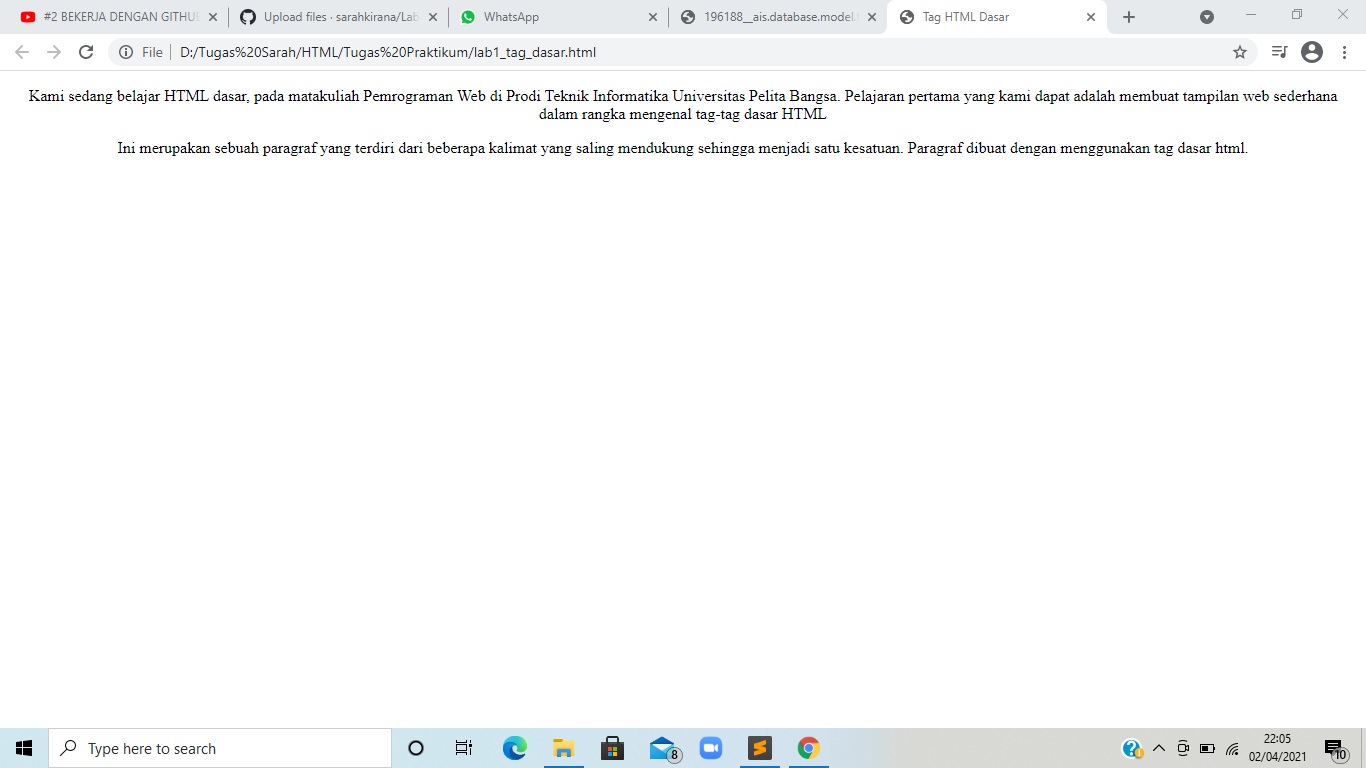 #2 BEKERJA DENGAN GITHUB
Upload files · sarahkirana/Lab
WhatsApp
196188__ais.database.model.
Tag HTML Dasar
File
D:/Tugas%20Sarah/HTML/Tugas%20Praktikum/lab1_tag_dasar.html
Kami sedang belajar HTML dasar, pada matakuliah Pemrograman Web di Prodi Teknik Informatika Universitas Pelita Bangsa. Pelajaran pertama yang kami dapat adalah membuat tampilan web sederhana
dalam rangka mengenal tag-tag dasar HTML
Ini merupakan sebuah paragraf yang terdiri dari beberapa kalimat yang saling mendukung sehingga menjadi satu kesatuan. Paragraf dibuat dengan menggunakan tag dasar html.
Type here to search
8
22:05
02/04/2021
10